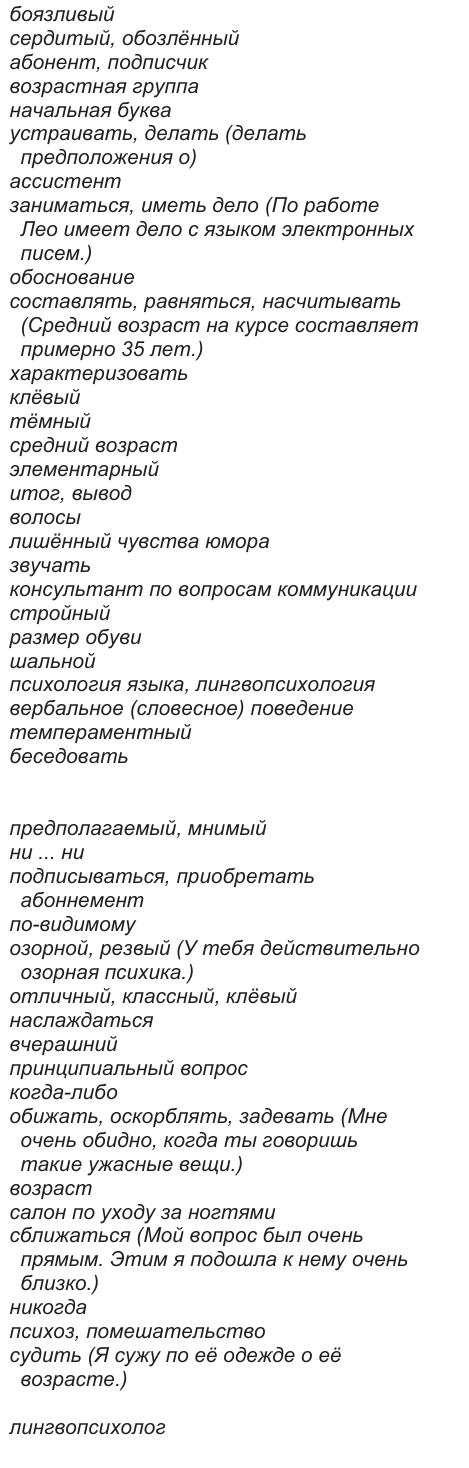 боязливый
сердитый, обозлённый
абонент, подписчик
возрастная группа
начальная буква
устраивать, делать (делать
предположения о)
ассистент
заниматься, иметь дело (По работе
Лео имеет дело с языком электронных
писем.)
обоснование
составлять, равняться, насчитывать
(Средний возраст на курсе составляет
примерно 35 лет.)
характеризовать
клёвый
тёмный
средний возраст
элементарный
итог, вывод
волосы
лишённый чувства юмора
звучать
консультант по вопросам коммуникации
стройный
размер обуви
шальной
психология языка, лингвопсихология
вербальное (словесное) поведение
темпераментный
беседовать
предполагаемый, мнимый
ни ... ни
подписываться, приобретать
абоннемент
по-видимому
озорной, резвый (У тебя действительно
озорная психика.)
отличный, классный, клёвый
наслаждаться
вчерашний
принципиальный вопрос
когда-либо
обижать, оскорблять, задевать (Мне
очень обидно, когда ты говоришь
такие ужасные вещи.)
возраст
салон по уходу за ногтями
сближаться (Мой вопрос был очень
прямым. Этим я подошла к нему очень
близко.)
никогда
психоз, помешательство
судить (Я сужу по её одежде о её
возрасте.)
лингвопсихолог